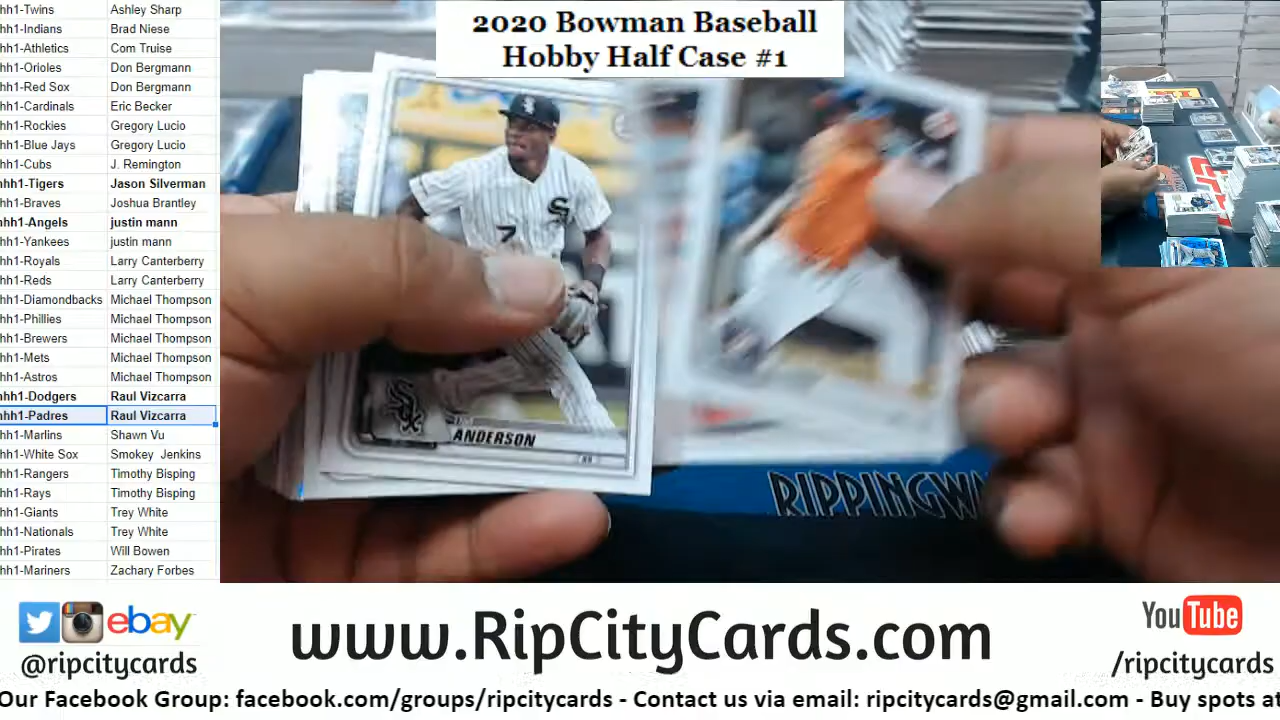 2020 Bowman Baseball
Hobby Half Case #1
hh1-Twins Ashley Sharp
hh1-Indians Brad Niese
hh1-Athletics Com Truise
hh1-Orioles Don Bergmann
hh1-Red Sox Don Bergmann
hh1-Cardinals Eric Becker
hh1-Rockies Gregory Lucio
hh1-Blue Jays Gregory Lucio
hh1-Cubs J. Remington
hh1-Tigers Jason Silverman
hh1-Braves Joshua Brantley
hh1-Angels justin mann
hh1-Yankees justin mann
hh1-Royals Larry Canterberry
hh1-Reds Larry Canterberry
hh1-Diamondbacks Michael Thompson
hh1-Phillies Michael Thompson
hh1-Brewers Michael Thompson
hh1-Mets Michael Thompson
hh1-Astros Michael Thompson
hh1-Dodgers Raul Vizcarra
hh1-Padres Raul Vizcarra
hh1-Marlins Shawn Vu
hh1-White Sox Smokey Jenkins
hh1-Rangers Timothy Bisping
hh1-Rays Timothy Bisping
hh1-Giants Trey White
hh1-Nationals Trey White
hh1-Pirates Will Bowen
hh1-Mariners Zachary Forbes
SOX
7
SOX
ANDERSON
RIPPINGW
ebay
@ripcitycards
www.RipCityCards.com
YouTube
/ripcitycards
Our Facebook Group: facebook.com/groups/ripcitycards - Contact us via email: ripcitycards@gmail.com - Buy spots at